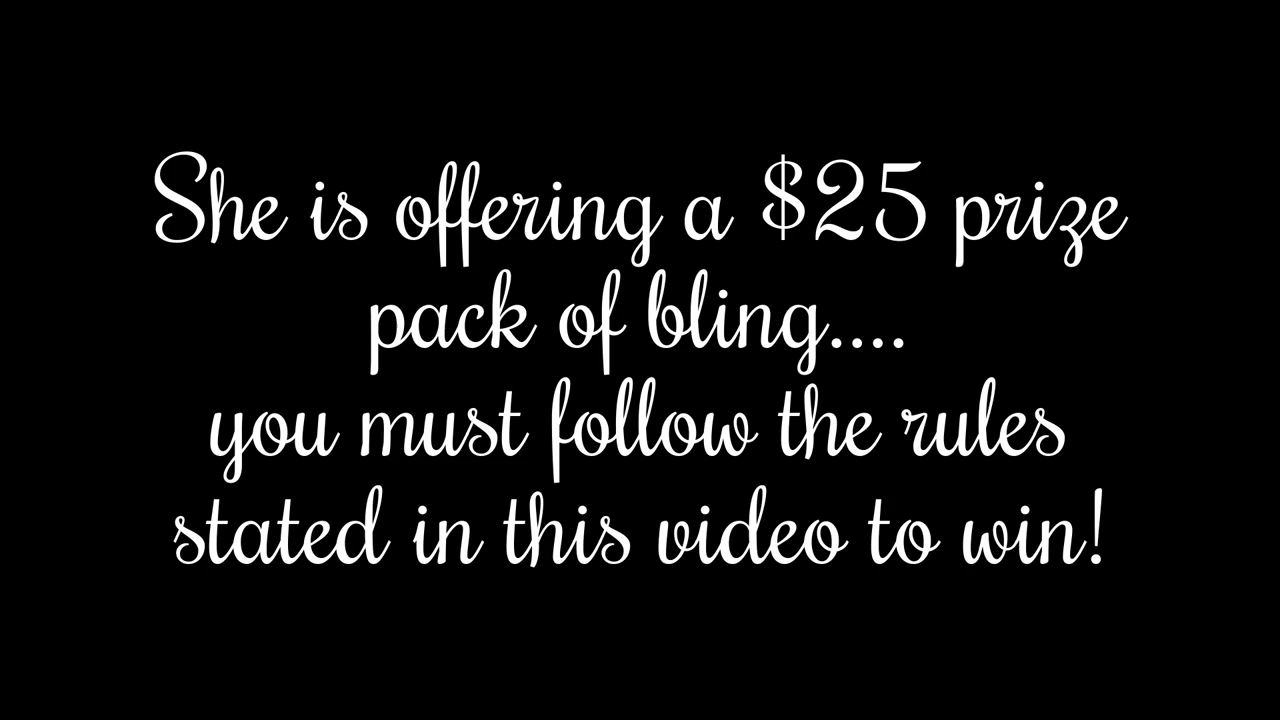 She is offering a $25 prize
pack of bling....
you must follow the rules
stated in this video to win!